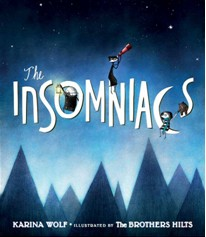 The
INSOMNIACS
KARINA WOLF * ILLUSTRATED BY The BROTHERS HILTS